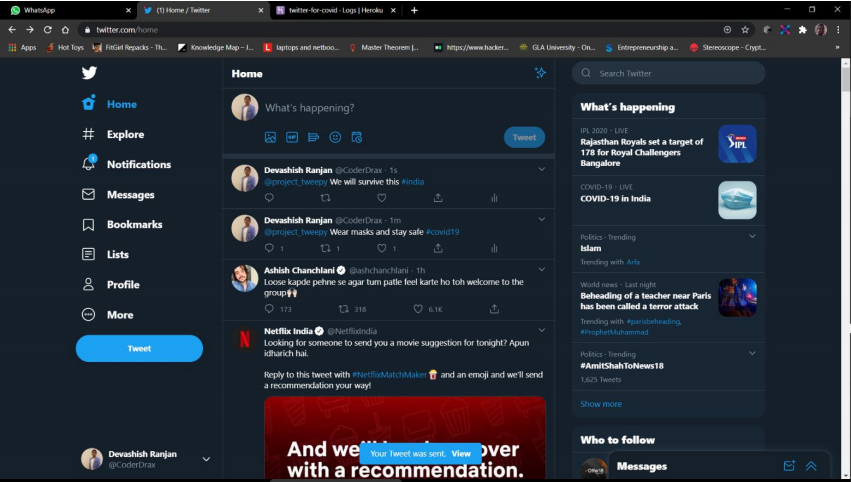 WhatsApp
(1) Home / Twitter
twitter-for-covid - Logs | Heroku
twitter.com/home
Apps
Hot Toys
FitGirl Repacks - Th...
Knowledge Map – I...
laptops and netboo...
Master Theorem |...
https://www.hacker...
GLA University - On...
Entrepreneurship a...
Stereoscope - Crypt...
Home
Explore
Notifications
1
Messages
Bookmarks
Lists
Profile
More
Tweet
Devashish Ranjan
@CoderDrax
Home
What's happening?
GIF
Tweet
Devashish Ranjan @CoderDrax · 1s
@project_tweepy We will survive this #india
Devashish Ranjan @CoderDrax · 1m
@project_tweepy Wear masks and stay safe #covid19
1 1 1
Ashish Chanchlani @ashchanchlani · 1h
Loose kapde pehne se agar tum patle feel karte ho toh welcome to the
group
173 318 6.1K
Netflix India @NetflixIndia
Looking for someone to send you a movie suggestion for tonight? Apun
idharich hai.
Reply to this tweet with #NetflixMatchMaker and an emoji and we'll send
a recommendation your way!
And we'll over
with a recommendation.
Your Tweet was sent. View
Search Twitter
What's happening
IPL 2020 · LIVE
Rajasthan Royals set a target of
178 for Royal Challengers
Bangalore
IPL
COVID-19 · LIVE
COVID-19 in India
Politics · Trending
Islam
Trending with Arfa
World news · Last night
Beheading of a teacher near Paris
has been called a terror attack
Trending with #parisbeheading,
#ProphetMuhammad
Politics · Trending
#AmitShahToNews18
1,625 Tweets
Show more
Who to follow
Messages